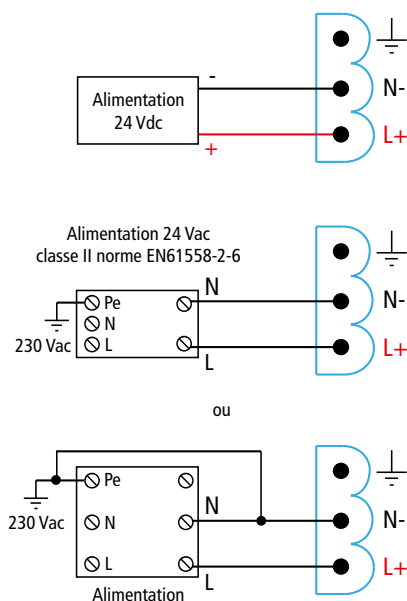 -
N-
Alimentation
24 Vdc
L+
+
Alimentation 24 Vac
classe II norme EN61558-2-6
N
Pe
N-
N
230 Vac
L
L+
L
ou
Pe
N
230 Vac
N
N-
L
L+
L
Alimentation